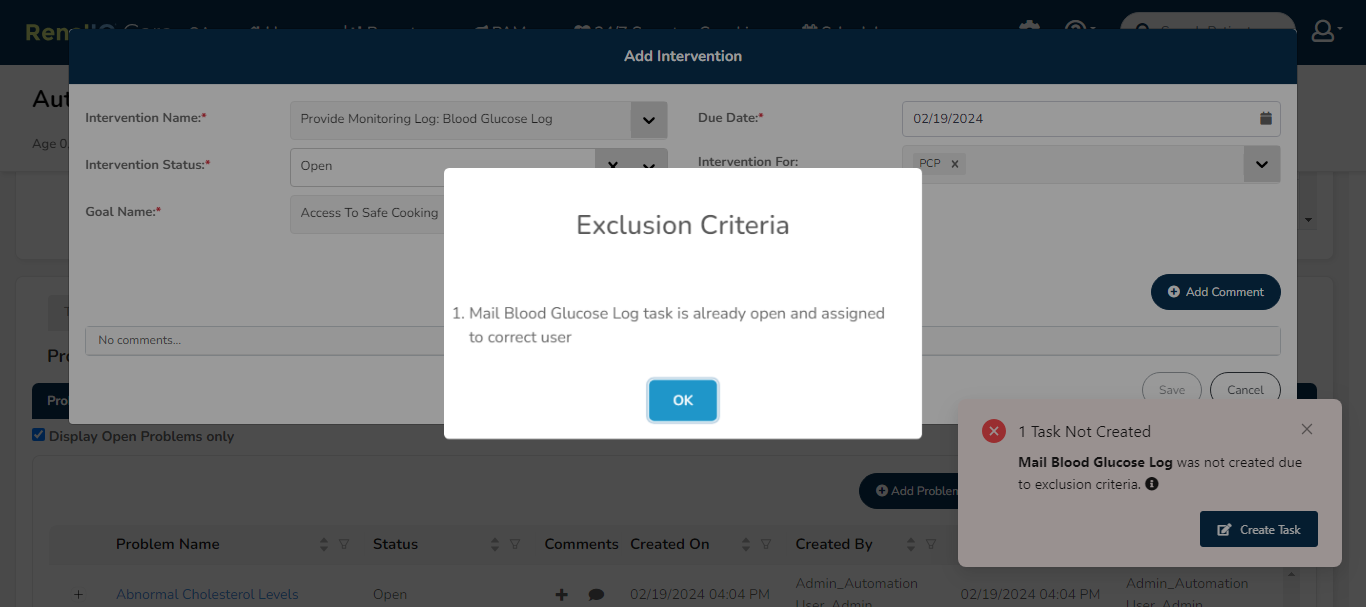 Add Intervention
Aut
Age 0
Intervention Name:*
Provide Monitoring Log: Blood Glucose Log
Due Date:*
02/19/2024
Intervention Status:*
Open
Intervention For:
PCP
Goal Name:*
Access To Safe Cooking
Exclusion Criteria
1. Mail Blood Glucose Log task is already open and assigned
to correct user
OK
Add Comment
No comments...
Save
Cancel
Display Open Problems only
1 Task Not Created
Mail Blood Glucose Log was not created due
to exclusion criteria.
Create Task
Add Problem
Problem Name
Status
Comments
Created On
Created By
Abnormal Cholesterol Levels
Open
02/19/2024 04:04 PM
Admin_Automation
User_Admin
02/19/2024 04:04 PM
Admin_Automation
User_Admin